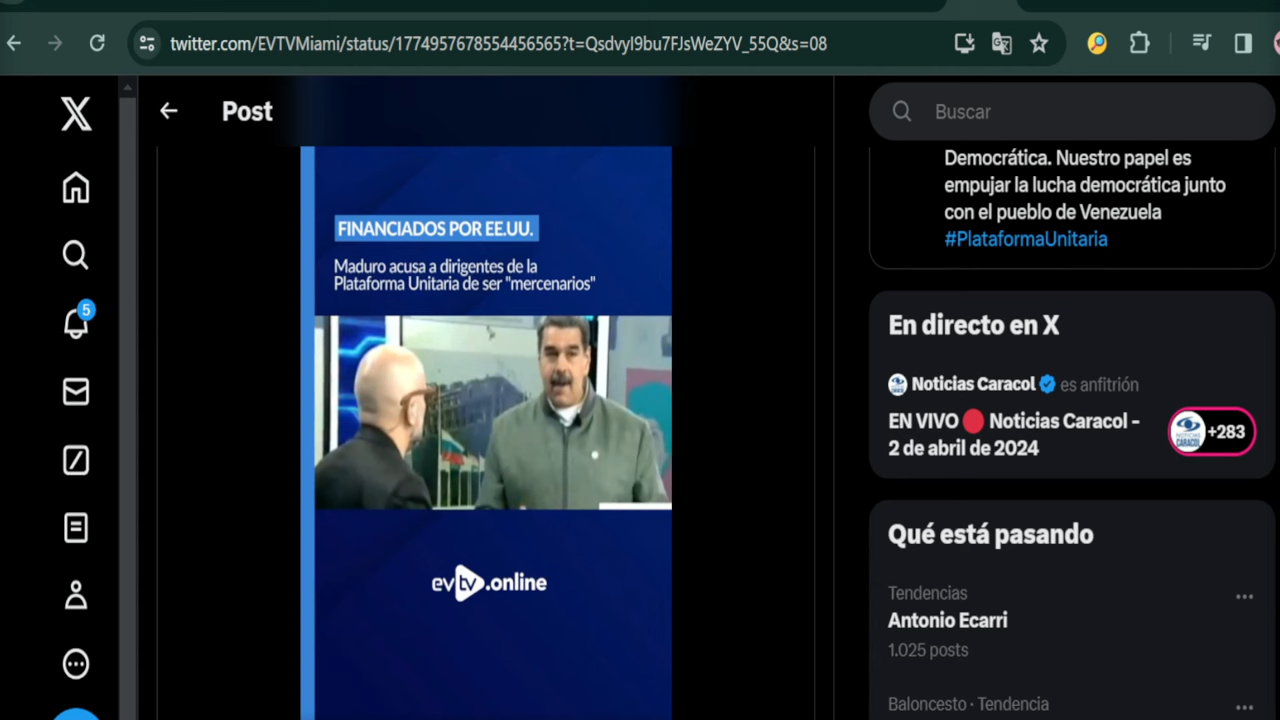 twitter.com/EVTVMiami/status/1774957678554456565?t=QsdvyI9bu7FJsWeZYV_55Q&s=08
X
5
Post
FINANCIADOS POR EE.UU.
Maduro acusa a dirigentes de la
Plataforma Unitaria de ser "mercenarios"
evtv.online
Buscar
Democrática. Nuestro papel es
empujar la lucha democrática junto
con el pueblo de Venezuela
#PlataformaUnitaria
En directo en X
Noticias Caracol es anfitrión
EN VIVO Noticias Caracol -
2 de abril de 2024
NOTICIAS CARACOL
+283
Qué está pasando
Tendencias
Antonio Ecarri
1.025 posts
Baloncesto · Tendencia